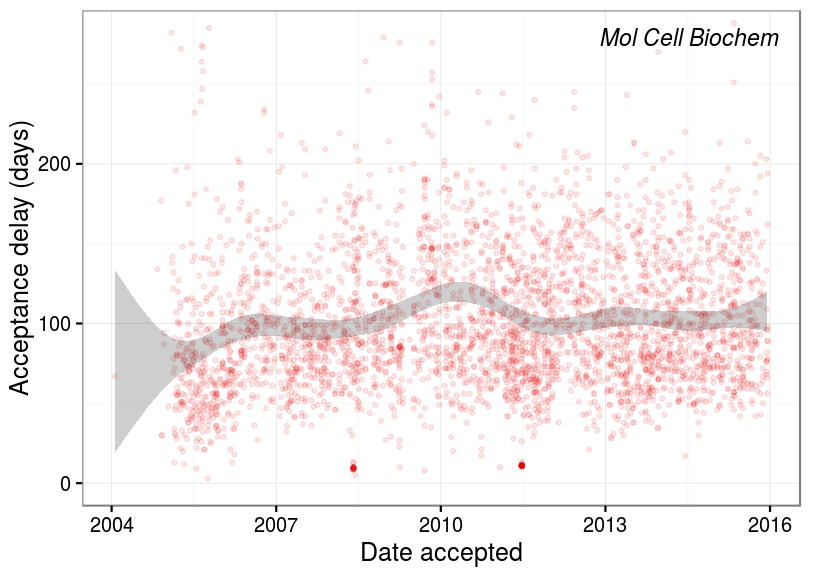 Mol Cell Biochem
Acceptance delay (days)
200
100
0
2004 2007 2010 2013 2016
Date accepted